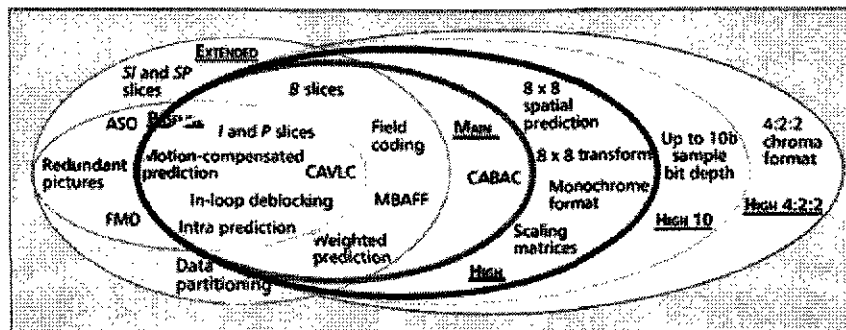 EXTENDED
SI and SP
slices
B slices
8 x 8
spatial
prediction
ASO
I and P slices
Field
coding
MAIN
Up to 10b
sample
bit depth
4:2:2
chroma
format
Redundant
pictures
Motion-compensated
prediction
CAVLC
CABAC
8 x 8 transform
In-loop deblocking
MBAFF
Monochrome
format
FMO
Intra prediction
HIGH 10
HIGH 4:2:2
Weighted
prediction
Scaling
matrices
Data
partitioning
HIGH